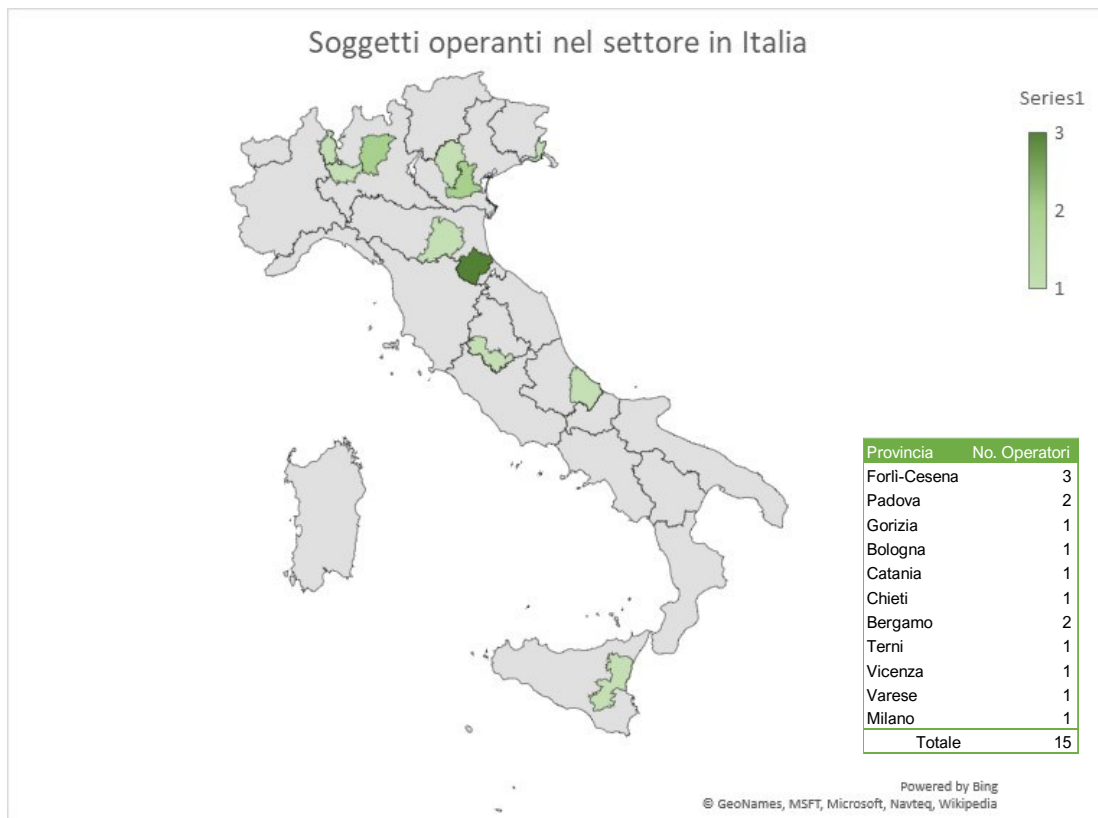 Soggetti operanti nel settore in Italia
Series1
3
2
1
Provincia No. Operatori
Forlì-Cesena 3
Padova 2
Gorizia 1
Bologna 1
Catania 1
Chieti 1
Bergamo 2
Terni 1
Vicenza 1
Varese 1
Milano 1
Totale 15
Powered by Bing
© GeoNames, MSFT, Microsoft, Navteq, Wikipedia